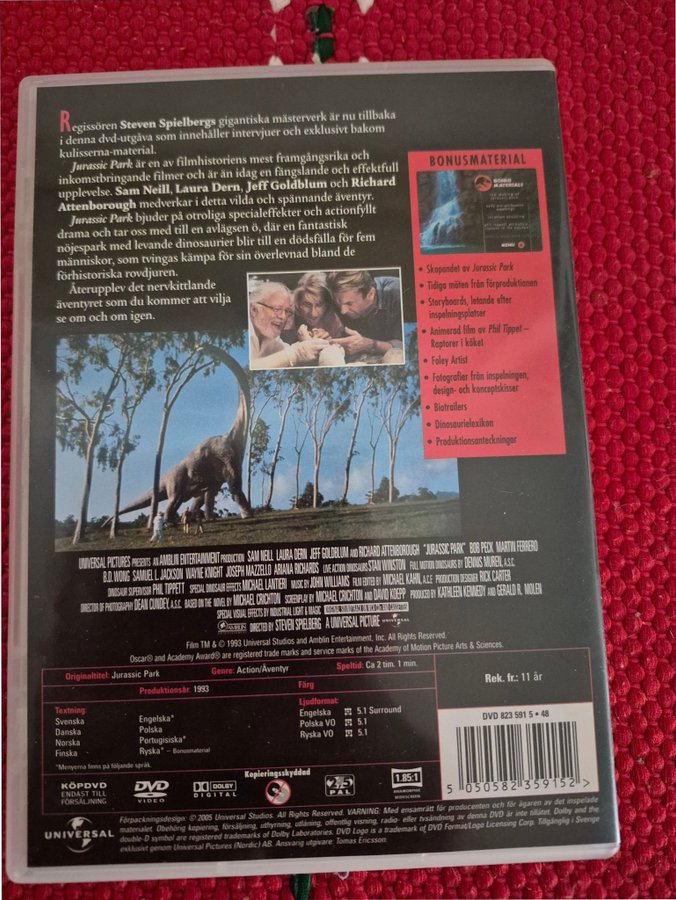 Regissören Steven Spielbergs gigantiska mästerverk är nu tillbaka
i denna dvd-utgåva som innehåller intervjuer och exklusivt bakom
kulisserna-material.
Jurassic Park är en av filmhistoriens mest framgångsrika och
inkomstbringande filmer och är än idag en fängslande och effektfull
upplevelse. Sam Neill, Laura Dern, Jeff Goldblum och Richard
Attenborough medverkar i detta vilda och spännande äventyr.
Jurassic Park bjuder på otroliga specialeffekter och actionfyllt
drama och tar oss med till en avlägsen ö, där en fantastisk
nöjespark med levande dinosaurier blir till en dödsfälla för fem
människor, som tvingas kämpa för sin överlevnad bland de
förhistoriska rovdjuren.
Återupplev det nervkittlande
äventyret som du kommer att vilja
se om och om igen.
BONUSMATERIAL
BONUS
MATERIALS
MENU
• Skapandet av Jurassic Park
• Tidiga möten från förproduktionen
• Storyboards, letande efter
inspelningsplatser
• Animerad film av Phil Tippet –
Raptorer i köket
• Foley Artist
• Fotografier från inspelningen,
design- och konceptskisser
• Biotrailers
• Dinosaurielexikon
• Produktionsanteckningar
UNIVERSAL PICTURES PRESENTS AN AMBLIN ENTERTAINMENT PRODUCTION SAM NEILL LAURA DERN JEFF GOLDBLUM AND RICHARD ATTENBOROUGH "JURASSIC PARK" BOB PECK MARTIN FERRERO
B.D. WONG SAMUEL L. JACKSON WAYNE KNIGHT JOSEPH MAZZELLO ARIANA RICHARDS LIVE ACTION DINOSAURS STAN WINSTON FULL MOTION DINOSAURS BY DENNIS MUREN, A.S.C.
DINOSAUR SUPERVISOR PHIL TIPPETT SPECIAL DINOSAUR EFFECTS MICHAEL LANTIERI MUSIC BY JOHN WILLIAMS FILM EDITED BY MICHAEL KAHN, A.C.E. PRODUCTION DESIGNER RICK CARTER
DIRECTOR OF PHOTOGRAPHY DEAN CUNDEY, A.S.C. BASED ON THE NOVEL BY MICHAEL CRICHTON SCREENPLAY BY MICHAEL CRICHTON AND DAVID KOEPP PRODUCED BY KATHLEEN KENNEDY AND GERALD R. MOLEN
SPECIAL VISUAL EFFECTS BY INDUSTRIAL LIGHT & MAGIC ORIGINAL SOUNDTRACK ON MCA CDs AND CASSETTES
AMBLIN DIRECTED BY STEVEN SPIELBERG A UNIVERSAL PICTURE UNIVERSAL
Film TM & © 1993 Universal Studios and Amblin Entertainment, Inc. All Rights Reserved.
Oscar® and Academy Award® are registered trade marks and service marks of the Academy of Motion Picture Arts & Sciences.
Originaltitel: Jurassic Park Genre: Action/Äventyr Speltid: Ca 2 tim. 1 min.
Produktionsår: 1993 Färg
Rek. fr.: 11 år
Textning: Ljudformat:
Svenska Engelska* Engelska 5.1 Surround
Danska Polska Polska VO 5.1
Norska Portugisiska* Ryska VO 5.1
Finska Ryska* – Bonusmaterial
*Menyerna finns på följande språk.
DVD 823 591 5 • 48
5 050582 359152 >
KÖPDVD
ENDAST TILL
FÖRSÄLJNING
DVD
VIDEO
DOLBY
DIGITAL
Kopieringsskyddad
2
PAL
1.85:1
ANAMORPHIC
WIDESCREEN
UNIVERSAL
Förpackningsdesign: © 2005 Universal Studios. All Rights Reserved. VARNING: Med ensamrätt för producenten och för ägaren av det inspelade
materialet. Obehörig kopiering, försäljning, uthyrning, utlåning, offentlig visning, radio- eller tvsändning av denna DVD är inte tillåten. Dolby and the
double-D symbol are registered trademarks of Dolby Laboratories. DVD Logo is a trademark of DVD Format/Logo Licensing Corp. Tillgänglig i Sverige
exklusivt genom Universal Pictures (Nordic) AB. Ansvarig utgivare: Tomas Ericsson.